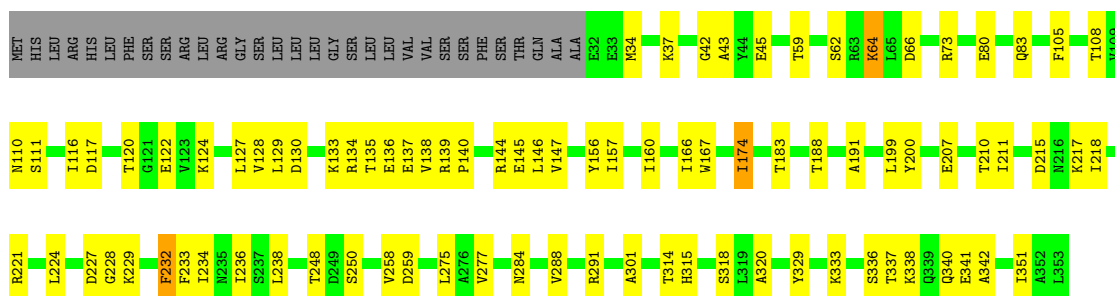 MET HIS LEU ARG HIS LEU PHE SER SER ARG LEU ARG GLY SER LEU LEU GLY SER LEU LEU VAL VAL SER SER PHE SER THR GLN ALA ALA E32 E33 M34 K37 G42 A43 Y44 E45 T59 S62 R63 K64 L65 D66 R73 E80 Q83 F105 T108 V109
N110 S111 I116 D117 T120 G121 E122 V123 K124 L127 V128 L129 D130 K133 R134 T135 E136 E137 V138 R139 P140 R144 E145 L146 V147 Y156 I157 I160 I166 W167 I174 T183 T188 A191 L199 Y200 E207 T210 I211 D215 N216 K217 I218
R221 L224 D227 G228 K229 F232 F233 I234 N235 I236 S237 L238 T248 D249 S250 V258 D259 L275 A276 V277 N284 V288 R291 A301 T314 H315 S318 L319 A320 Y329 K333 S336 T337 K338 Q339 Q340 E341 A342 I351 A352 L353